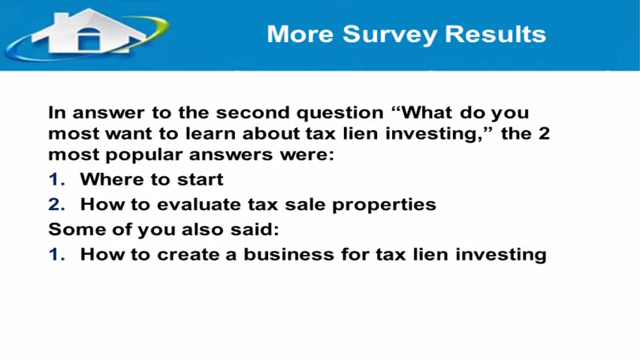 More Survey Results
In answer to the second question “What do you
most want to learn about tax lien investing,” the 2
most popular answers were:
1. Where to start
2. How to evaluate tax sale properties
Some of you also said:
1. How to create a business for tax lien investing